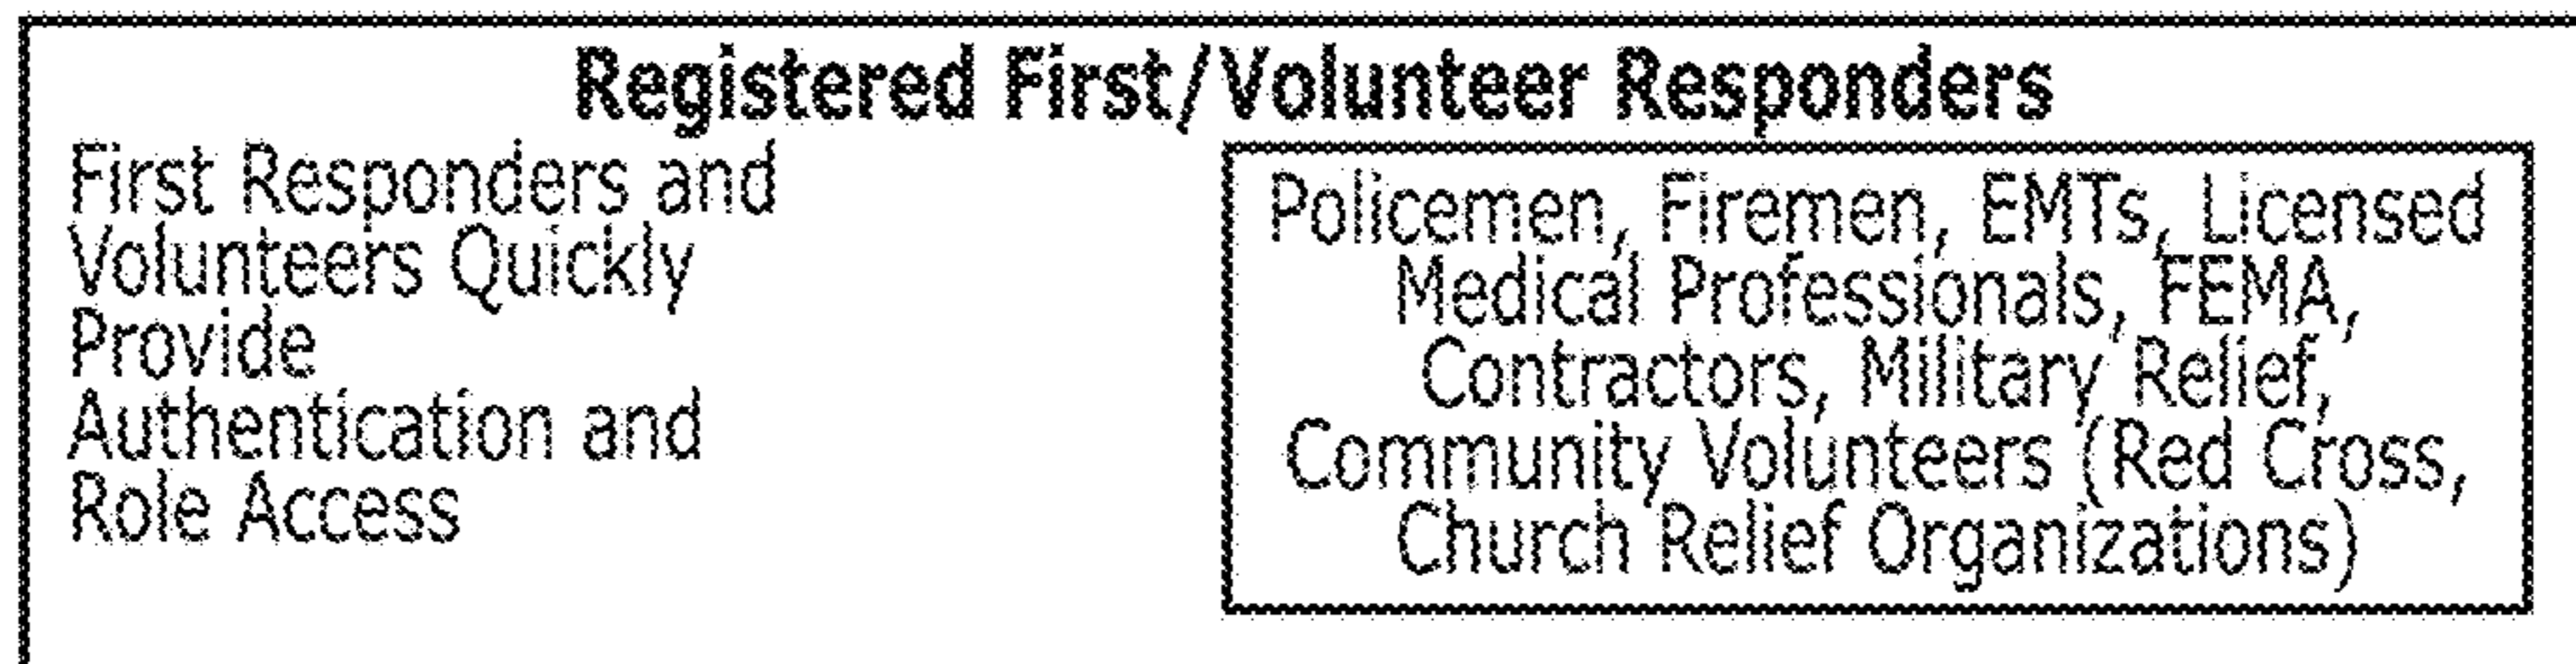 Registered First/Volunteer Responders
First Responders and
Volunteers Quickly
Provide
Authentication and
Role Access
Policemen, Firemen, EMTs, Licensed
Medical Professionals, FEMA,
Contractors, Military Relief,
Community Volunteers (Red Cross,
Church Relief Organizations)